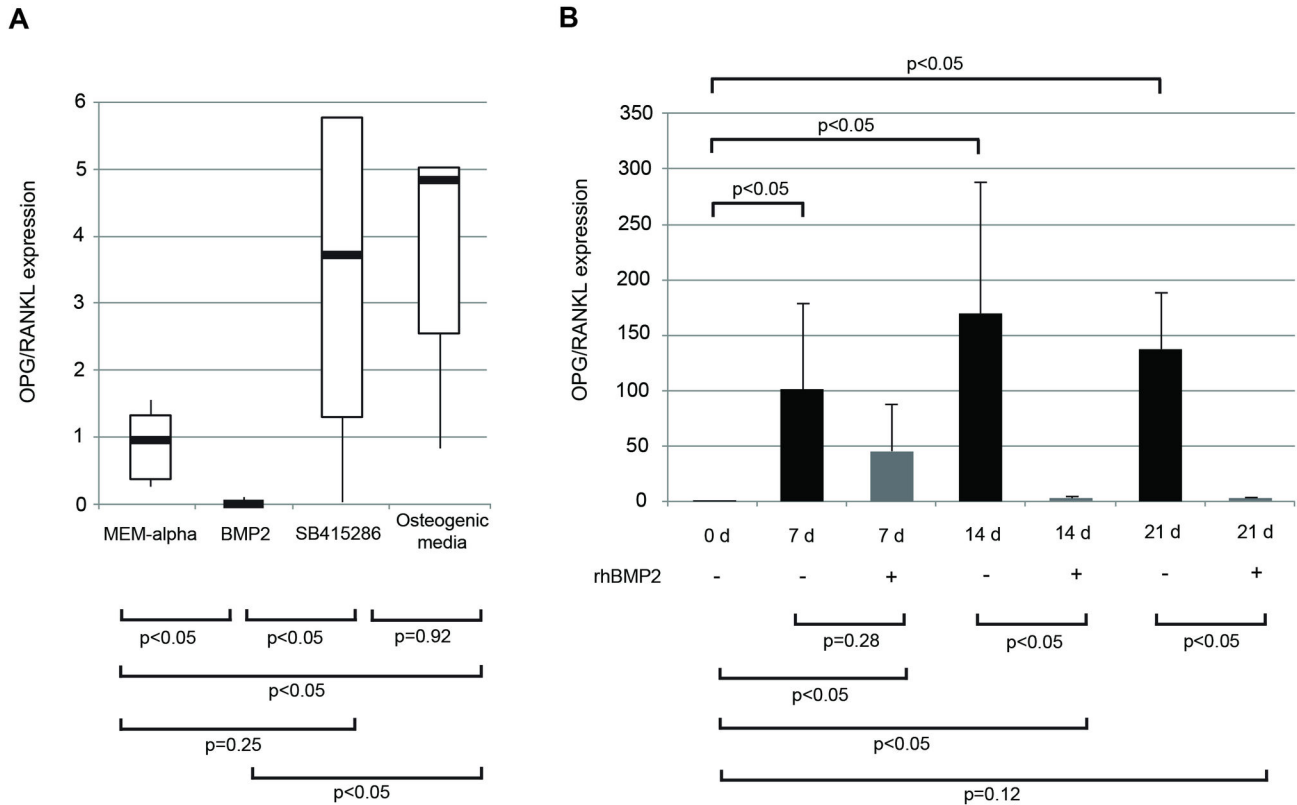 A
OPG/RANKL expression
6
5
4
3
2
1
0
MEM-alpha BMP2 SB415286 Osteogenic media
p<0.05 p<0.05 p=0.92
p<0.05
p=0.25
p<0.05
B
p<0.05
p<0.05
p<0.05
OPG/RANKL expression
350
300
250
200
150
100
50
0
0 d 7 d 7 d 14 d 14 d 21 d 21 d
rhBMP2 - - + - + - +
p=0.28 p<0.05 p<0.05
p<0.05
p<0.05
p=0.12